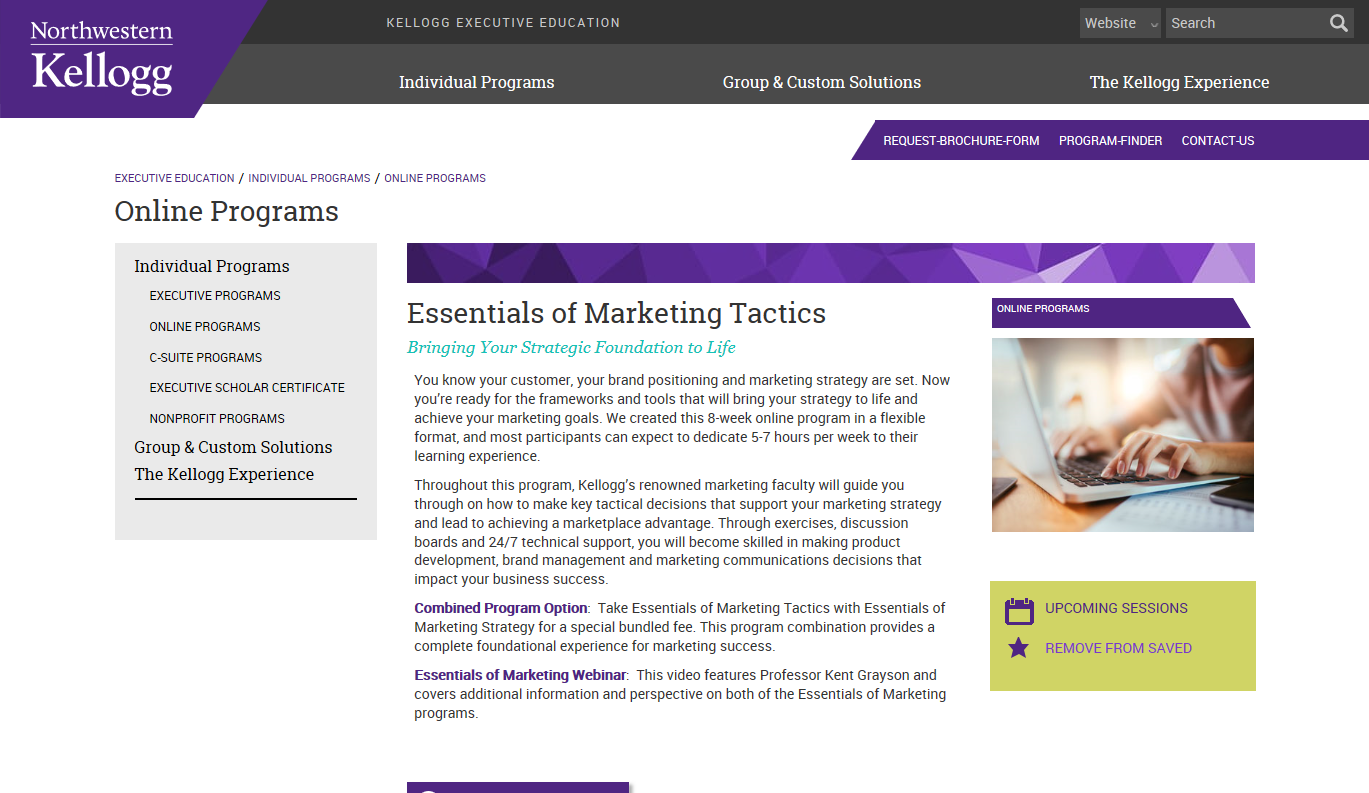 Northwestern
Kellogg
KELLOGG EXECUTIVE EDUCATION
Website
Search
Individual Programs
Group & Custom Solutions
The Kellogg Experience
REQUEST-BROCHURE-FORM PROGRAM-FINDER CONTACT-US
EXECUTIVE EDUCATION / INDIVIDUAL PROGRAMS / ONLINE PROGRAMS
Online Programs
Individual Programs
EXECUTIVE PROGRAMS
ONLINE PROGRAMS
C-SUITE PROGRAMS
EXECUTIVE SCHOLAR CERTIFICATE
NONPROFIT PROGRAMS
Group & Custom Solutions
The Kellogg Experience
Essentials of Marketing Tactics
Bringing Your Strategic Foundation to Life
You know your customer, your brand positioning and marketing strategy are set. Now
you’re ready for the frameworks and tools that will bring your strategy to life and
achieve your marketing goals. We created this 8-week online program in a flexible
format, and most participants can expect to dedicate 5-7 hours per week to their
learning experience.
Throughout this program, Kellogg’s renowned marketing faculty will guide you
through on how to make key tactical decisions that support your marketing strategy
and lead to achieving a marketplace advantage. Through exercises, discussion
boards and 24/7 technical support, you will become skilled in making product
development, brand management and marketing communications decisions that
impact your business success.
Combined Program Option: Take Essentials of Marketing Tactics with Essentials of
Marketing Strategy for a special bundled fee. This program combination provides a
complete foundational experience for marketing success.
Essentials of Marketing Webinar: This video features Professor Kent Grayson and
covers additional information and perspective on both of the Essentials of Marketing
programs.
ONLINE PROGRAMS
UPCOMING SESSIONS
REMOVE FROM SAVED